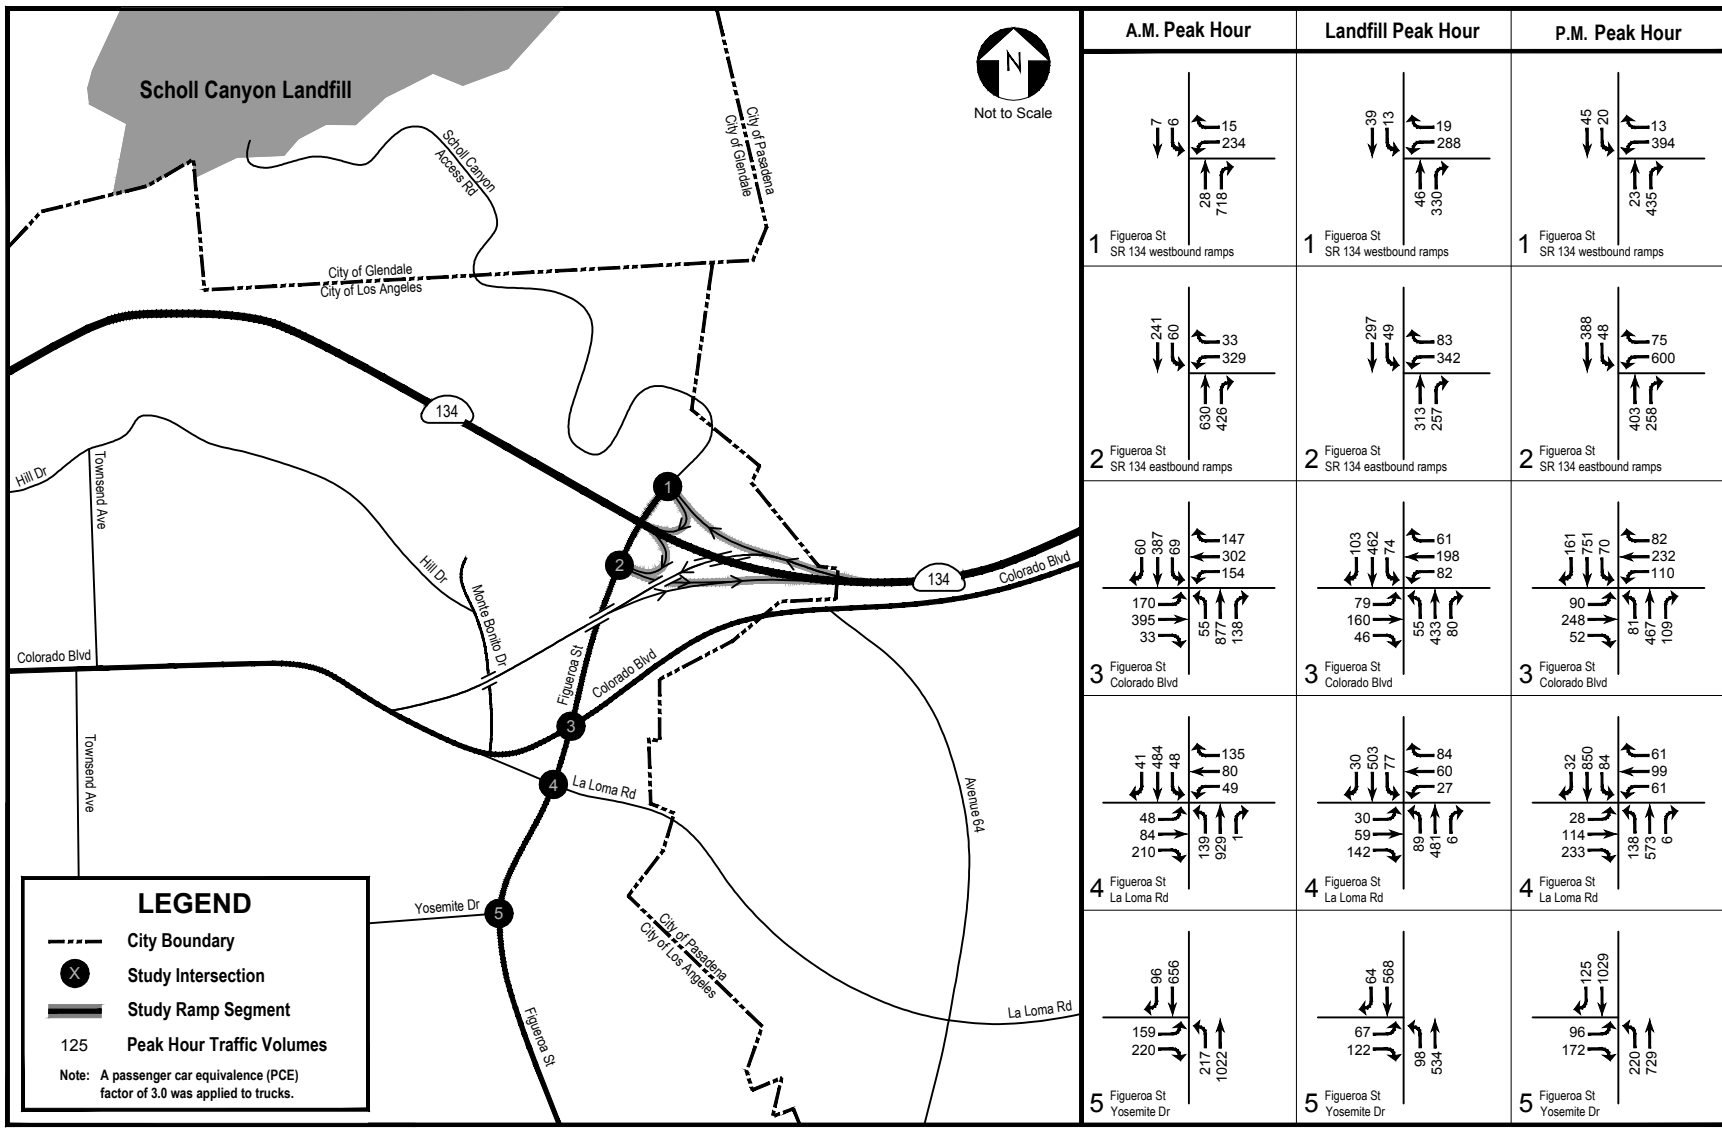 Scholl Canyon Landfill
N
Not to Scale
Scholl Canyon
Access Rd
City of Pasadena
City of Glendale
City of Glendale
City of Los Angeles
134
1
2
134
Colorado Blvd
Hill Dr
Townsend Ave
Hill Dr
Monte Bonito Dr
Colorado Blvd
Figueroa St
Colorado Blvd
3
4
La Loma Rd
Townsend Ave
Avenue 64
Yosemite Dr
5
City of Pasadena
City of Los Angeles
La Loma Rd
Figueroa St
LEGEND
City Boundary
X
Study Intersection
Study Ramp Segment
125
Peak Hour Traffic Volumes
Note: A passenger car equivalence (PCE)
factor of 3.0 was applied to trucks.
A.M. Peak Hour
Landfill Peak Hour
P.M. Peak Hour
7
6
15
234
28
718
1
Figueroa St
SR 134 westbound ramps
39
13
19
288
46
330
1
Figueroa St
SR 134 westbound ramps
45
20
13
394
23
435
1
Figueroa St
SR 134 westbound ramps
241
60
33
329
630
426
2
Figueroa St
SR 134 eastbound ramps
297
49
83
342
313
257
2
Figueroa St
SR 134 eastbound ramps
388
48
75
600
403
258
2
Figueroa St
SR 134 eastbound ramps
60
387
69
147
302
154
170
395
33
55
877
138
3
Figueroa St
Colorado Blvd
103
462
74
61
198
82
79
160
46
55
433
80
3
Figueroa St
Colorado Blvd
161
751
70
82
232
110
90
248
52
81
467
109
3
Figueroa St
Colorado Blvd
41
484
48
135
80
49
48
84
210
139
929
1
4
Figueroa St
La Loma Rd
30
503
77
84
60
27
30
59
142
89
481
6
4
Figueroa St
La Loma Rd
32
850
84
61
99
61
28
114
233
138
573
6
4
Figueroa St
La Loma Rd
96
656
159
220
217
1022
5
Figueroa St
Yosemite Dr
64
568
67
122
98
534
5
Figueroa St
Yosemite Dr
125
1029
96
172
220
729
5
Figueroa St
Yosemite Dr